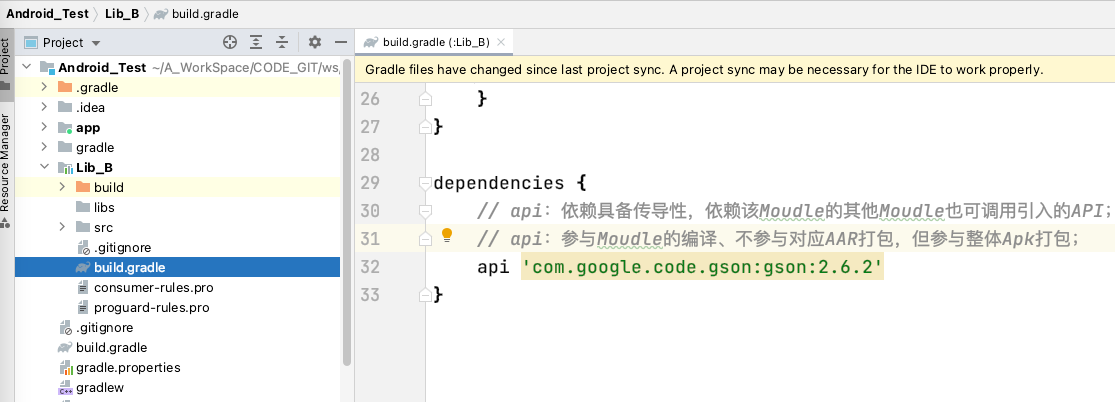 Android_Test > Lib_B > build.gradle
Project
Resource Manager
Project
Android_Test ~/A_WorkSpace/CODE_GIT/ws
.gradle
.idea
app
gradle
Lib_B
build
libs
src
.gitignore
build.gradle
consumer-rules.pro
proguard-rules.pro
.gitignore
build.gradle
gradle.properties
gradlew
build.gradle (:Lib_B)
Gradle files have changed since last project sync. A project sync may be necessary for the IDE to work properly.
26 }
27 }
28
29 dependencies {
30 // api: 依赖具备传导性，依赖该Moudle的其他Moudle也可调用引入的API;
31 // api: 参与Moudle的编译、不参与对应AAR打包，但参与整体Apk打包;
32 api 'com.google.code.gson:gson:2.6.2'
33 }